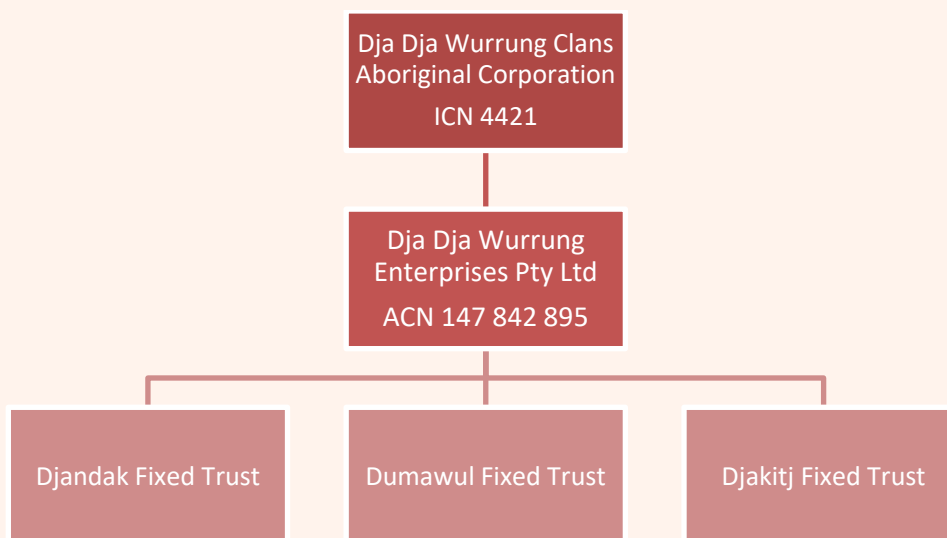 Dja Dja Wurrung Clans
Aboriginal Corporation
ICN 4421
Dja Dja Wurrung
Enterprises Pty Ltd
ACN 147 842 895
Djandak Fixed Trust
Dumawul Fixed Trust
Djakitj Fixed Trust